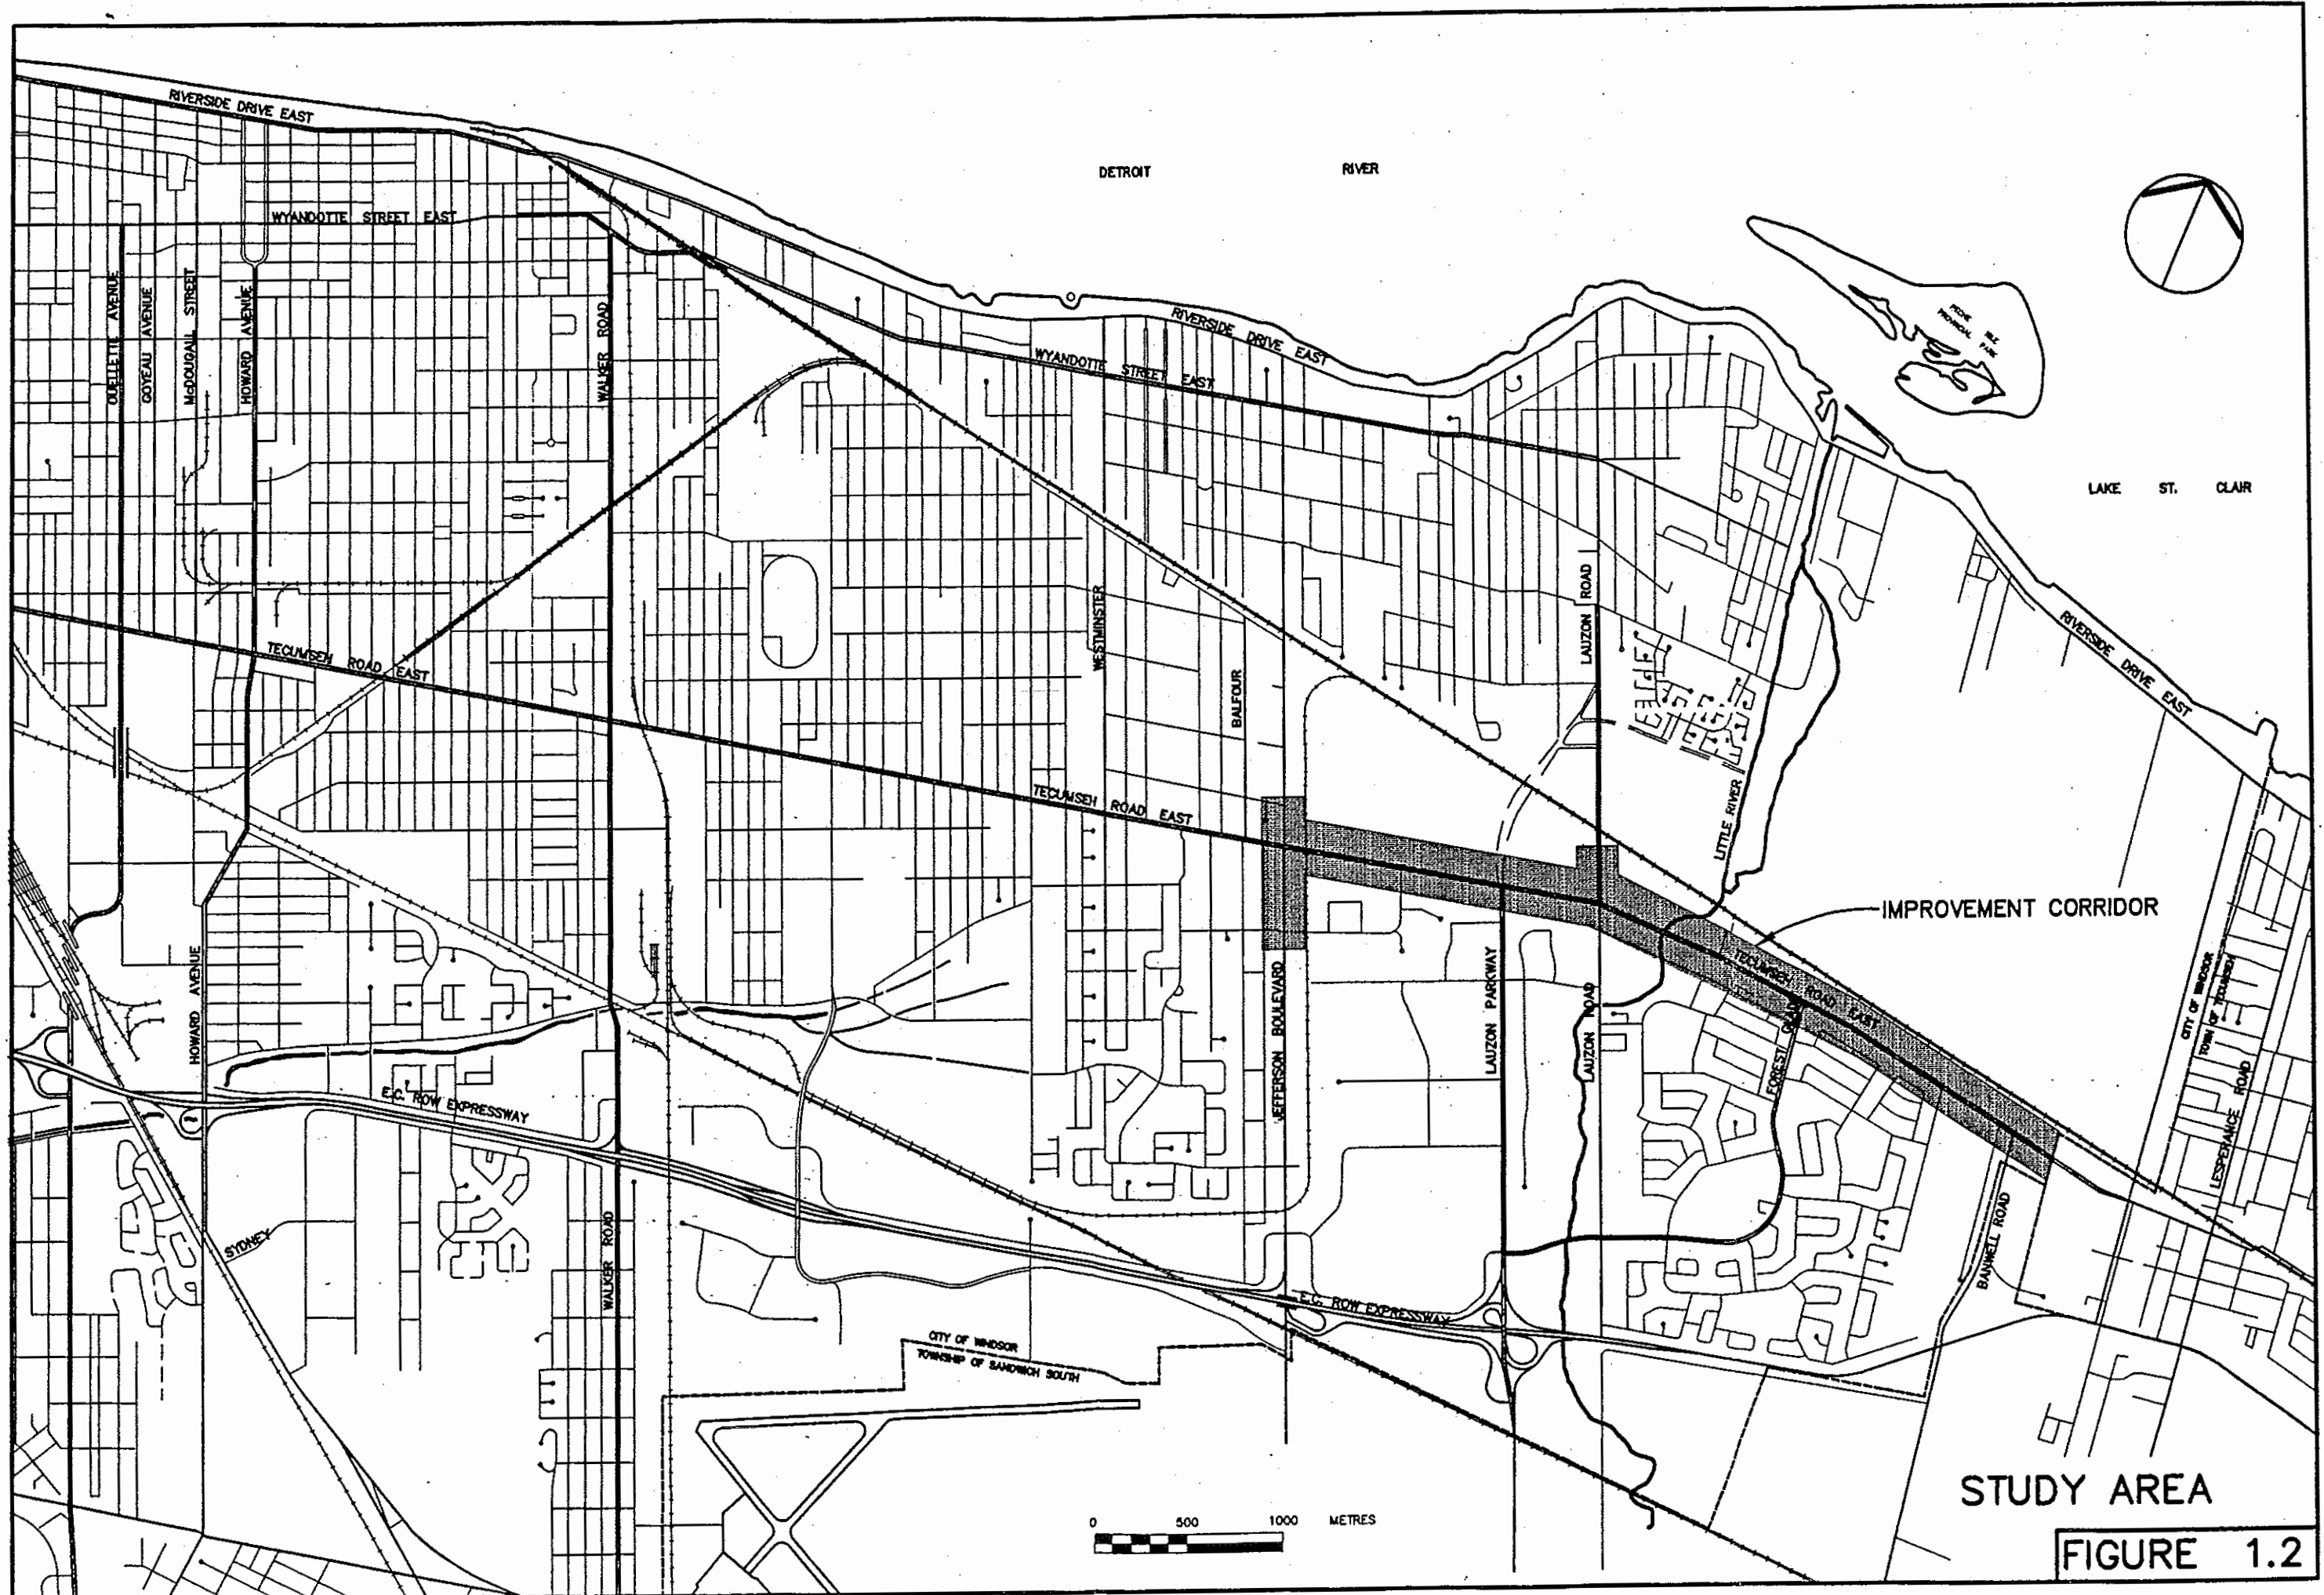 RIVERSIDE DRIVE EAST
DETROIT RIVER
WYANDOTTE STREET EAST
OUELLETTE AVENUE
GOYEAU AVENUE
McDOUGALL STREET
HOWARD AVENUE
WALKER ROAD
RIVERSIDE DRIVE EAST
WYANDOTTE STREET EAST
PECHE ISLE
PROVINCIAL PARK
LAKE ST. CLAIR
LAUZON ROAD
WESTMINSTER
BALFOUR
RIVERSIDE DRIVE EAST
TECUMSEH ROAD EAST
TECUMSEH ROAD EAST
LITTLE RIVER
IMPROVEMENT CORRIDOR
TECUMSEH ROAD EAST
CITY OF WINDSOR
TOWN OF TECUMSEH
HOWARD AVENUE
JEFFERSON BOULEVARD
LAUZON PARKWAY
LAUZON ROAD
FOREST GLADE
LESPERANCE ROAD
E.C. ROW EXPRESSWAY
SYDNEY
WALKER ROAD
BANWELL ROAD
E.C. ROW EXPRESSWAY
CITY OF WINDSOR
TOWNSHIP OF SANDWICH SOUTH
0 500 1000 METRES
STUDY AREA
FIGURE 1.2